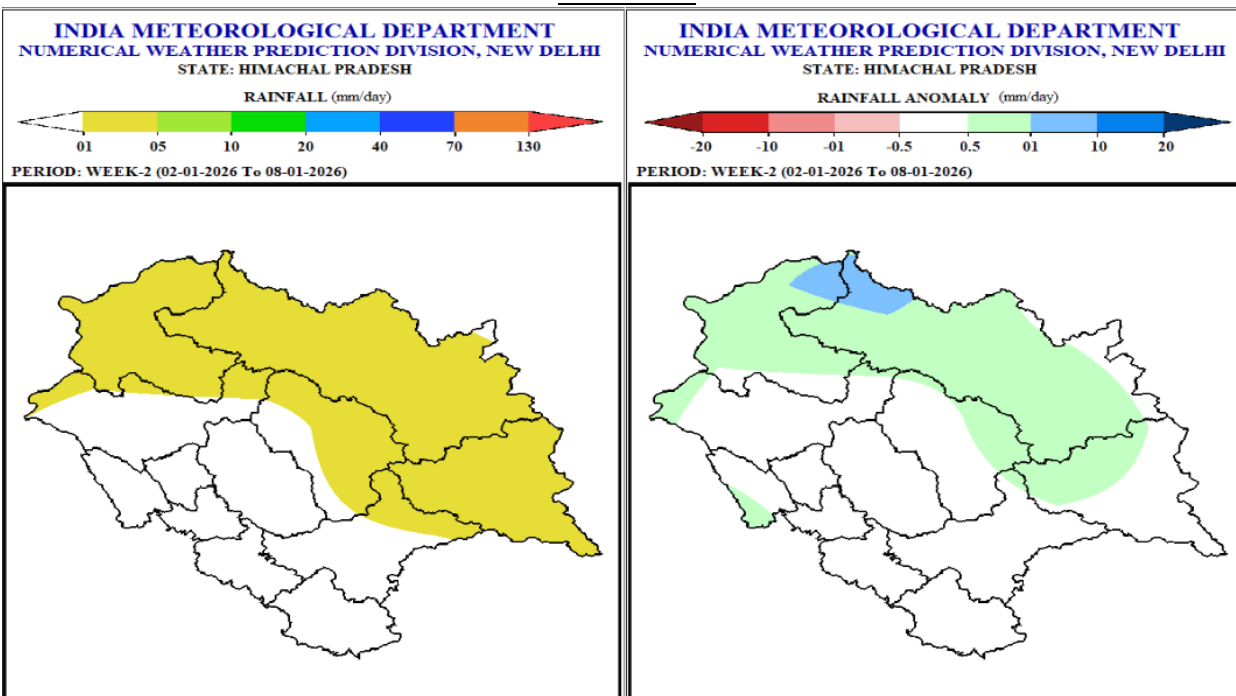 INDIA METEOROLOGICAL DEPARTMENT
NUMERICAL WEATHER PREDICTION DIVISION, NEW DELHI
STATE: HIMACHAL PRADESH
RAINFALL (mm/day)
01 05 10 20 40 70 130
PERIOD: WEEK-2 (02-01-2026 To 08-01-2026)
INDIA METEOROLOGICAL DEPARTMENT
NUMERICAL WEATHER PREDICTION DIVISION, NEW DELHI
STATE: HIMACHAL PRADESH
RAINFALL ANOMALY (mm/day)
-20 -10 -01 -0.5 0.5 01 10 20
PERIOD: WEEK-2 (02-01-2026 To 08-01-2026)